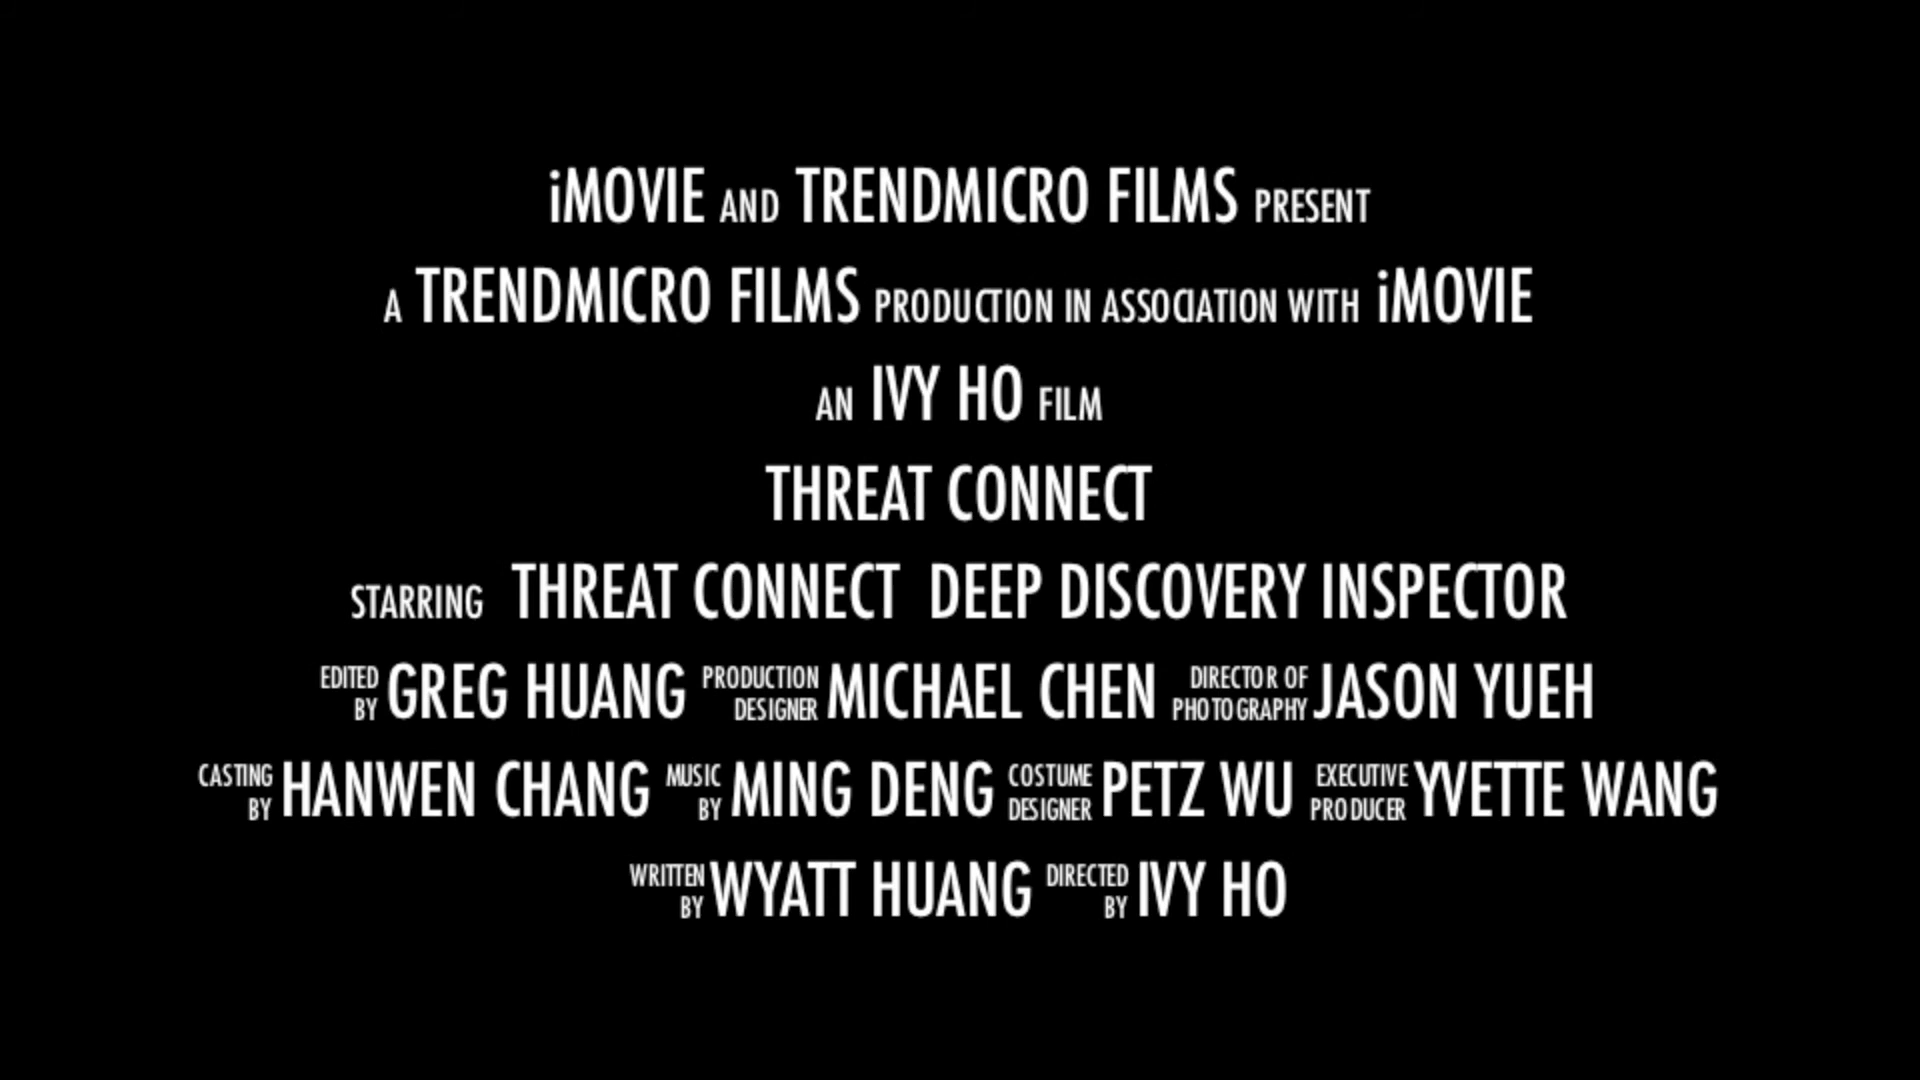 iMOVIE AND TRENDMICRO FILMS PRESENT
A TRENDMICRO FILMS PRODUCTION IN ASSOCIATION WITH iMOVIE
AN IVY HO FILM
THREAT CONNECT
STARRING THREAT CONNECT DEEP DISCOVERY INSPECTOR
EDITED BY GREG HUANG PRODUCTION DESIGNER MICHAEL CHEN DIRECTOR OF PHOTOGRAPHY JASON YUEH
CASTING BY HANWEN CHANG MUSIC BY MING DENG COSTUME DESIGNER PETZ WU EXECUTIVE PRODUCER YVETTE WANG
WRITTEN BY WYATT HUANG DIRECTED BY IVY HO